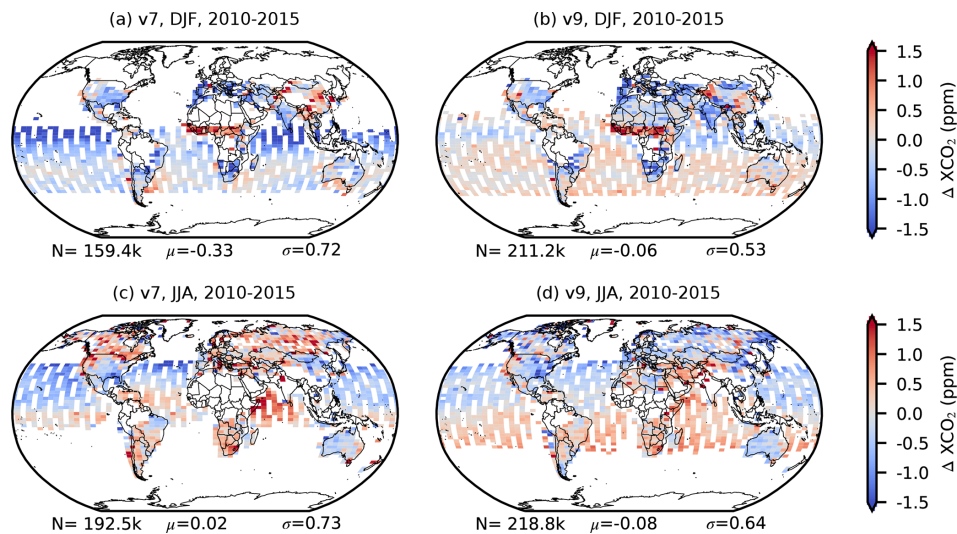 (a) v7, DJF, 2010-2015
(b) v9, DJF, 2010-2015
1.5
1.0
0.5
0.0
-0.5
-1.0
-1.5
Δ XCO₂ (ppm)
N= 159.4k μ=-0.33 σ=0.72
N= 211.2k μ=-0.06 σ=0.53
(c) v7, JJA, 2010-2015
(d) v9, JJA, 2010-2015
1.5
1.0
0.5
0.0
-0.5
-1.0
-1.5
Δ XCO₂ (ppm)
N= 192.5k μ=0.02 σ=0.73
N= 218.8k μ=-0.08 σ=0.64